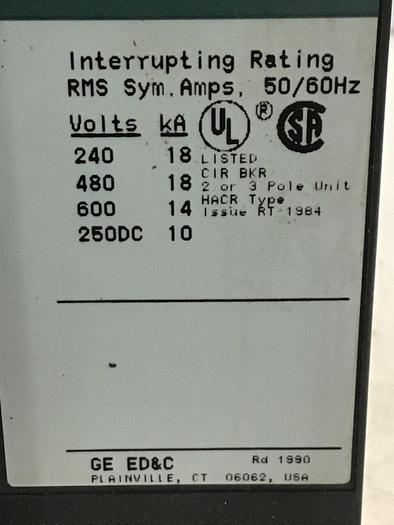 Interrupting Rating
RMS Sym. Amps, 50/60Hz
Volts kA UL ® SA
240 18 LISTED
CIR BKR
480 18 2 or 3 Pole Unit
HACR Type
600 14 Issue RT 1984
250DC 10
GE ED&C Rd 1990
PLAINVILLE, CT 06062, USA